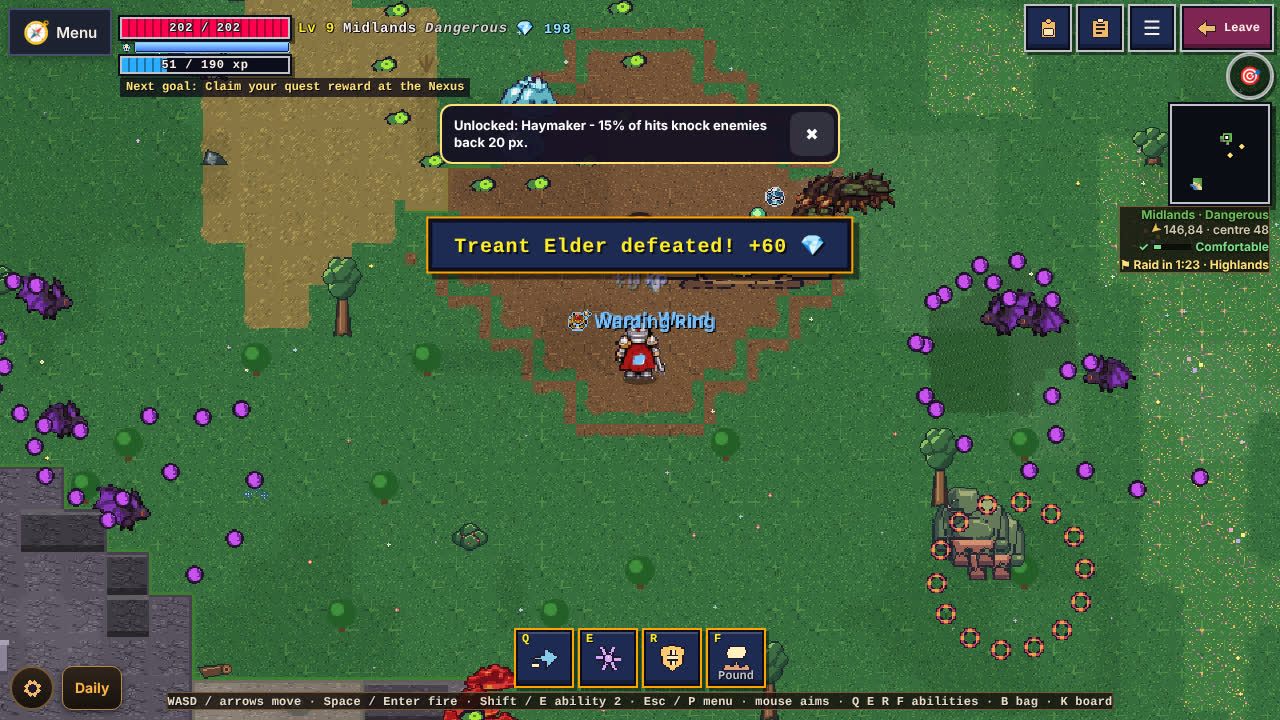 Menu
202 / 202
Lv 9 Midlands Dangerous 198
51 / 190 xp
Next goal: Claim your quest reward at the Nexus
Leave
Unlocked: Haymaker - 15% of hits knock enemies
back 20 px.
Treant Elder defeated! +60
Midlands · Dangerous
146,84 · centre 48
Comfortable
Raid in 1:23 · Highlands
Q
E
R
F
Pound
Daily
WASD / arrows move · Space / Enter fire · Shift / E ability 2 · Esc / P menu · mouse aims · Q E R F abilities · B bag · K board